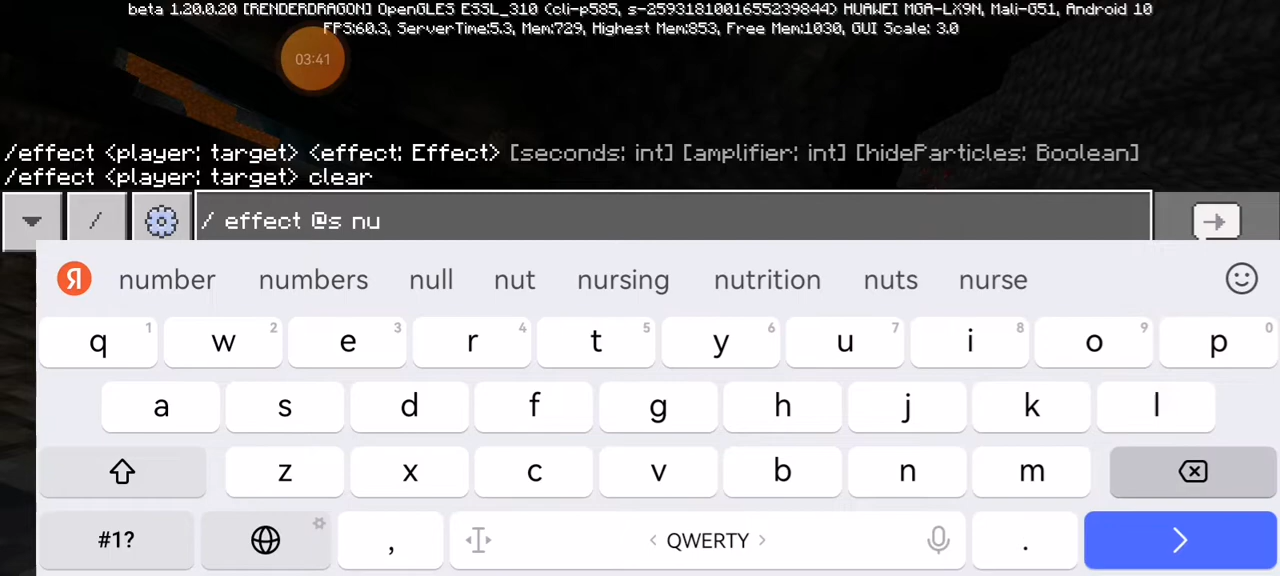 beta 1.20.0.20 [RENDERDRAGON] OpenGLES ESSL_310 (cli-p585, s-2593181001655239844) HUAWEI MGA-LX9N, Mali-G51, Android 10
FPS:60.3, ServerTime:5.3, Mem:729, Highest Mem:853, Free Mem:1030, GUI Scale: 3.0
03:41
/effect <player: target> <effect: Effect> [seconds: int] [amplifier: int] [hideParticles: Boolean]
/effect <player: target> clear
/ / effect @s nu
Я number numbers null nut nursing nutrition nuts nurse
q 1 w 2 e 3 r 4 t 5 y 6 u 7 i 8 o 9 p 0
a s d f g h j k l
z x c v b n m
#1? , < QWERTY > .